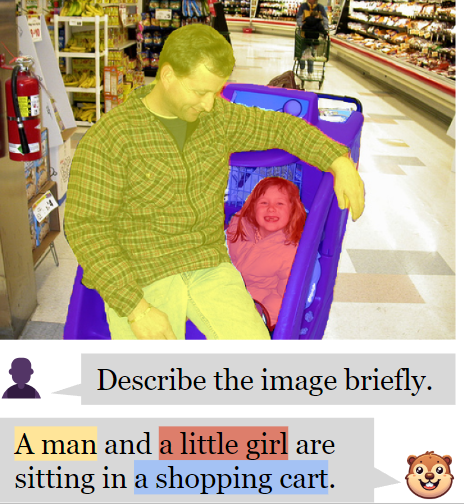 Describe the image briefly.
A man and a little girl are
sitting in a shopping cart.